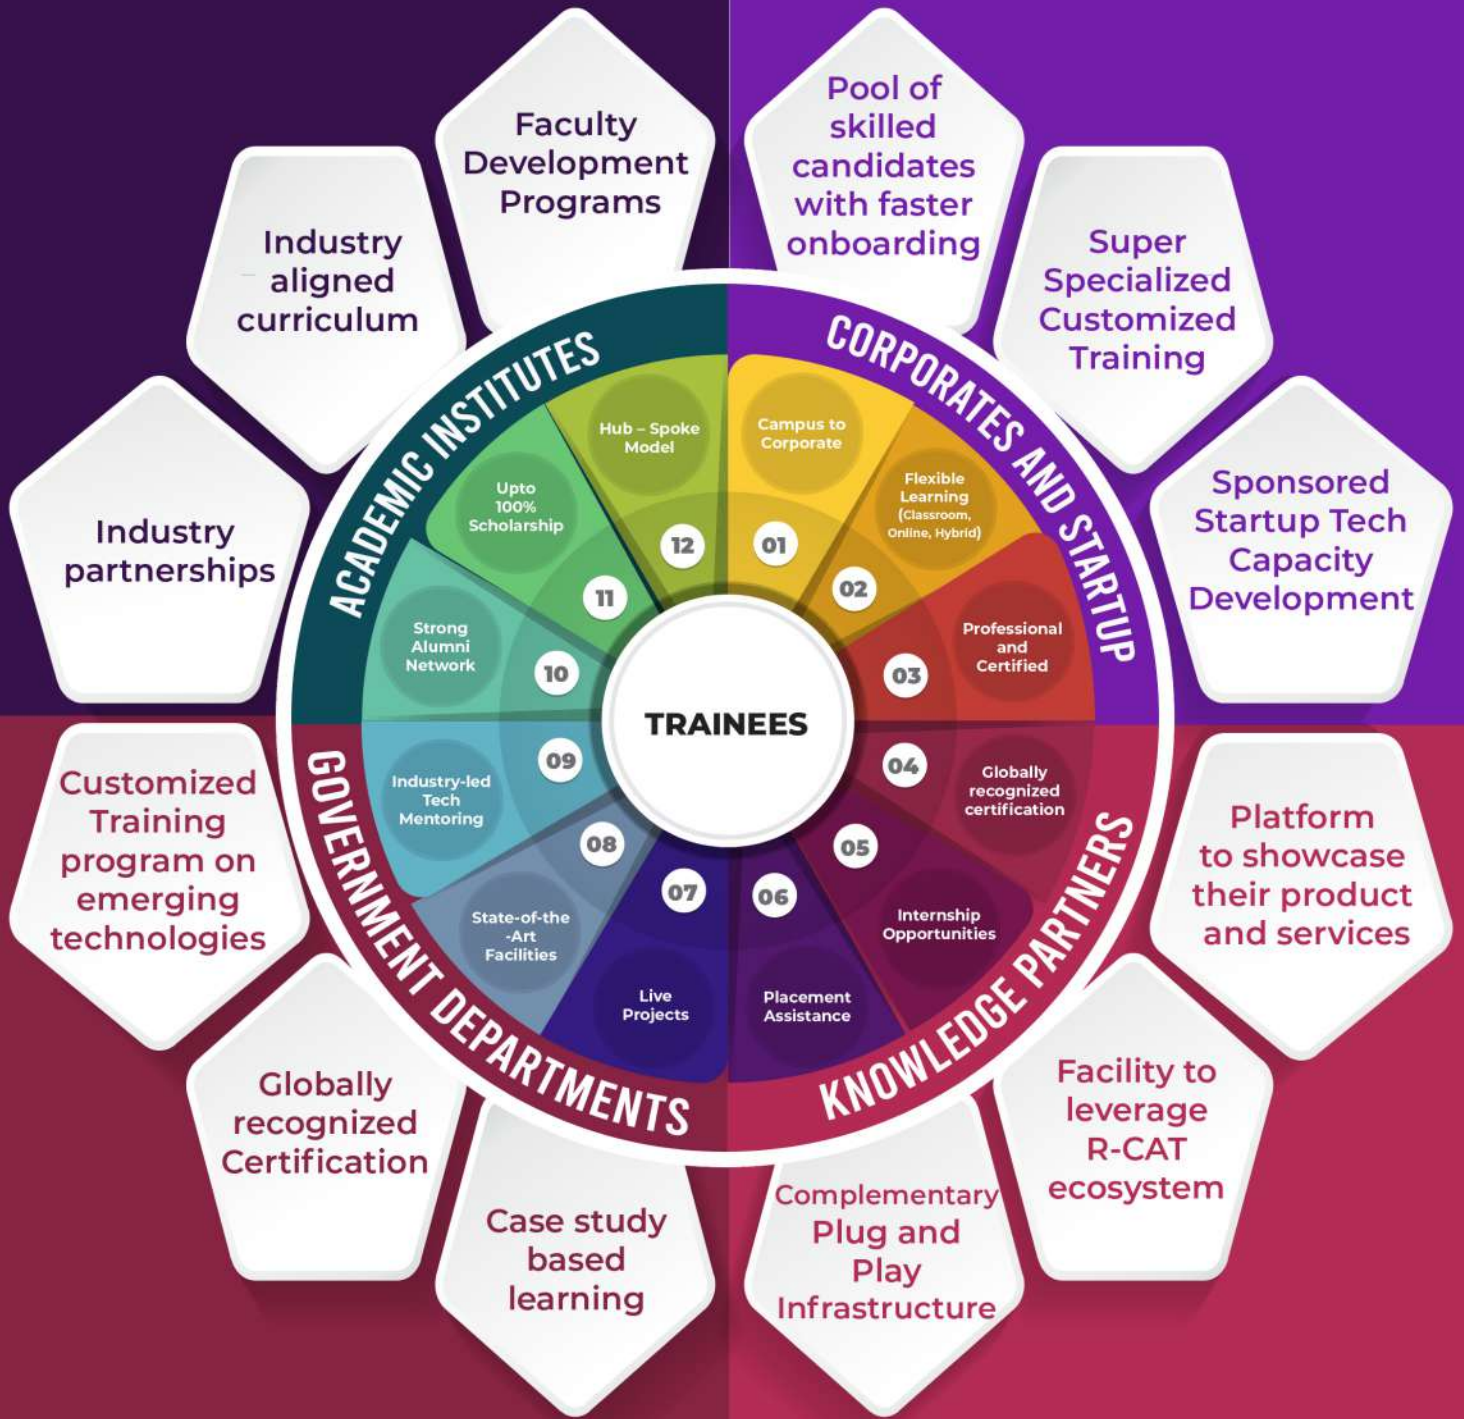 Faculty
Development
Programs
Pool of
skilled
candidates
with faster
onboarding
Industry
aligned
curriculum
Super
Specialized
Customized
Training
Industry
partnerships
Sponsored
Startup Tech
Capacity
Development
ACADEMIC INSTITUTES
CORPORATES AND STARTUP
Campus to
Corporate
01
Flexible
Learning
(Classroom,
Online, Hybrid)
02
Professional
and
Certified
03
Globally
recognized
certification
04
Internship
Opportunities
05
Placement
Assistance
06
Live
Projects
07
State-of-the
-Art
Facilities
08
Industry-led
Tech
Mentoring
09
Strong
Alumni
Network
10
Upto
100%
Scholarship
11
Hub – Spoke
Model
12
TRAINEES
GOVERNMENT DEPARTMENTS
KNOWLEDGE PARTNERS
Customized
Training
program on
emerging
technologies
Platform
to showcase
their product
and services
Globally
recognized
Certification
Facility to
leverage
R-CAT
ecosystem
Case study
based
learning
Complementary
Plug and
Play
Infrastructure